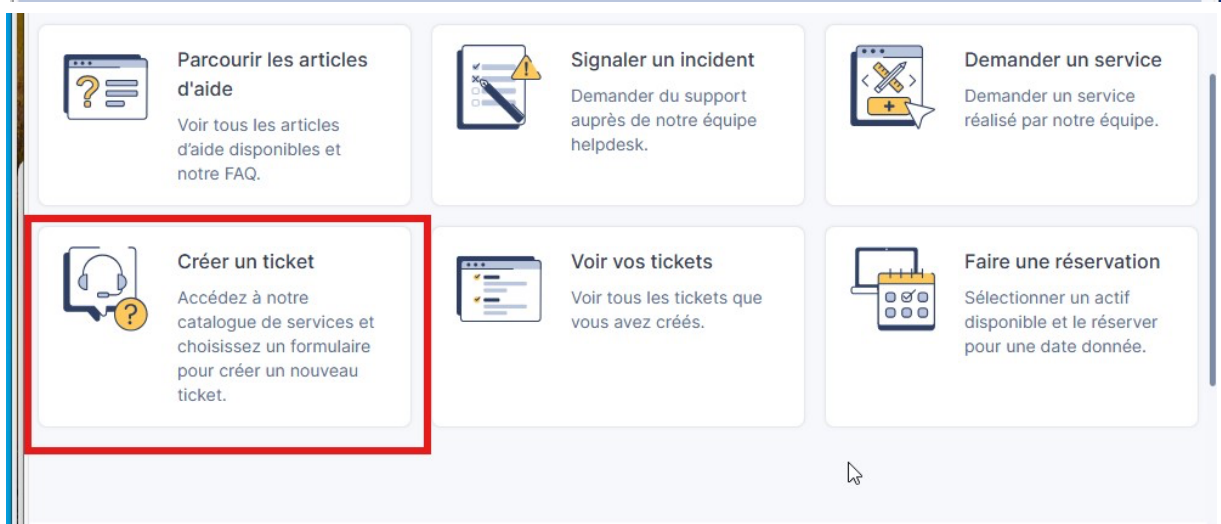 Parcourir les articles
d'aide
Voir tous les articles
d’aide disponibles et
notre FAQ.
Signaler un incident
Demander du support
auprès de notre équipe
helpdesk.
Demander un service
Demander un service
réalisé par notre équipe.
Créer un ticket
Accédez à notre
catalogue de services et
choisissez un formulaire
pour créer un nouveau
ticket.
Voir vos tickets
Voir tous les tickets que
vous avez créés.
Faire une réservation
Sélectionner un actif
disponible et le réserver
pour une date donnée.